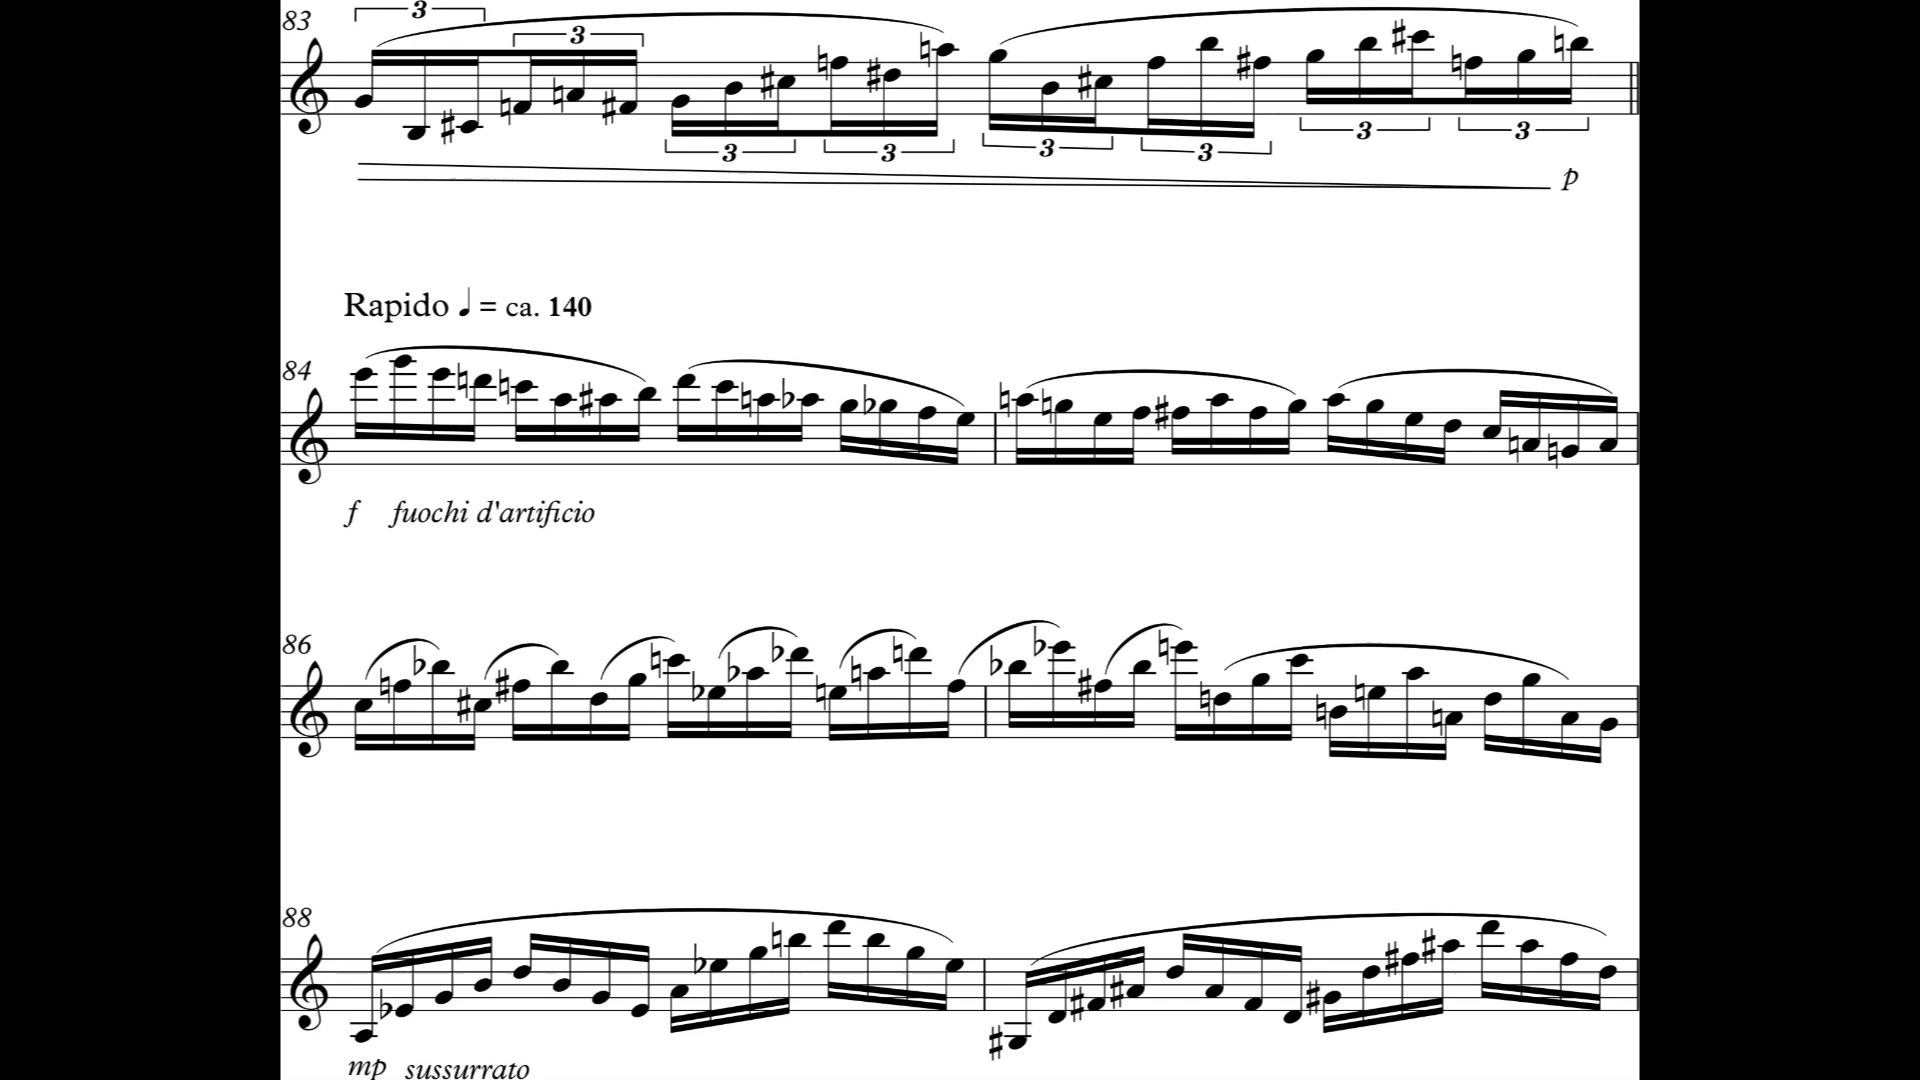 83 3 3 3 3 3 3 3 3
p
Rapido ♩ = ca. 140
84
f fuochi d'artificio
86
88
mp sussurrato